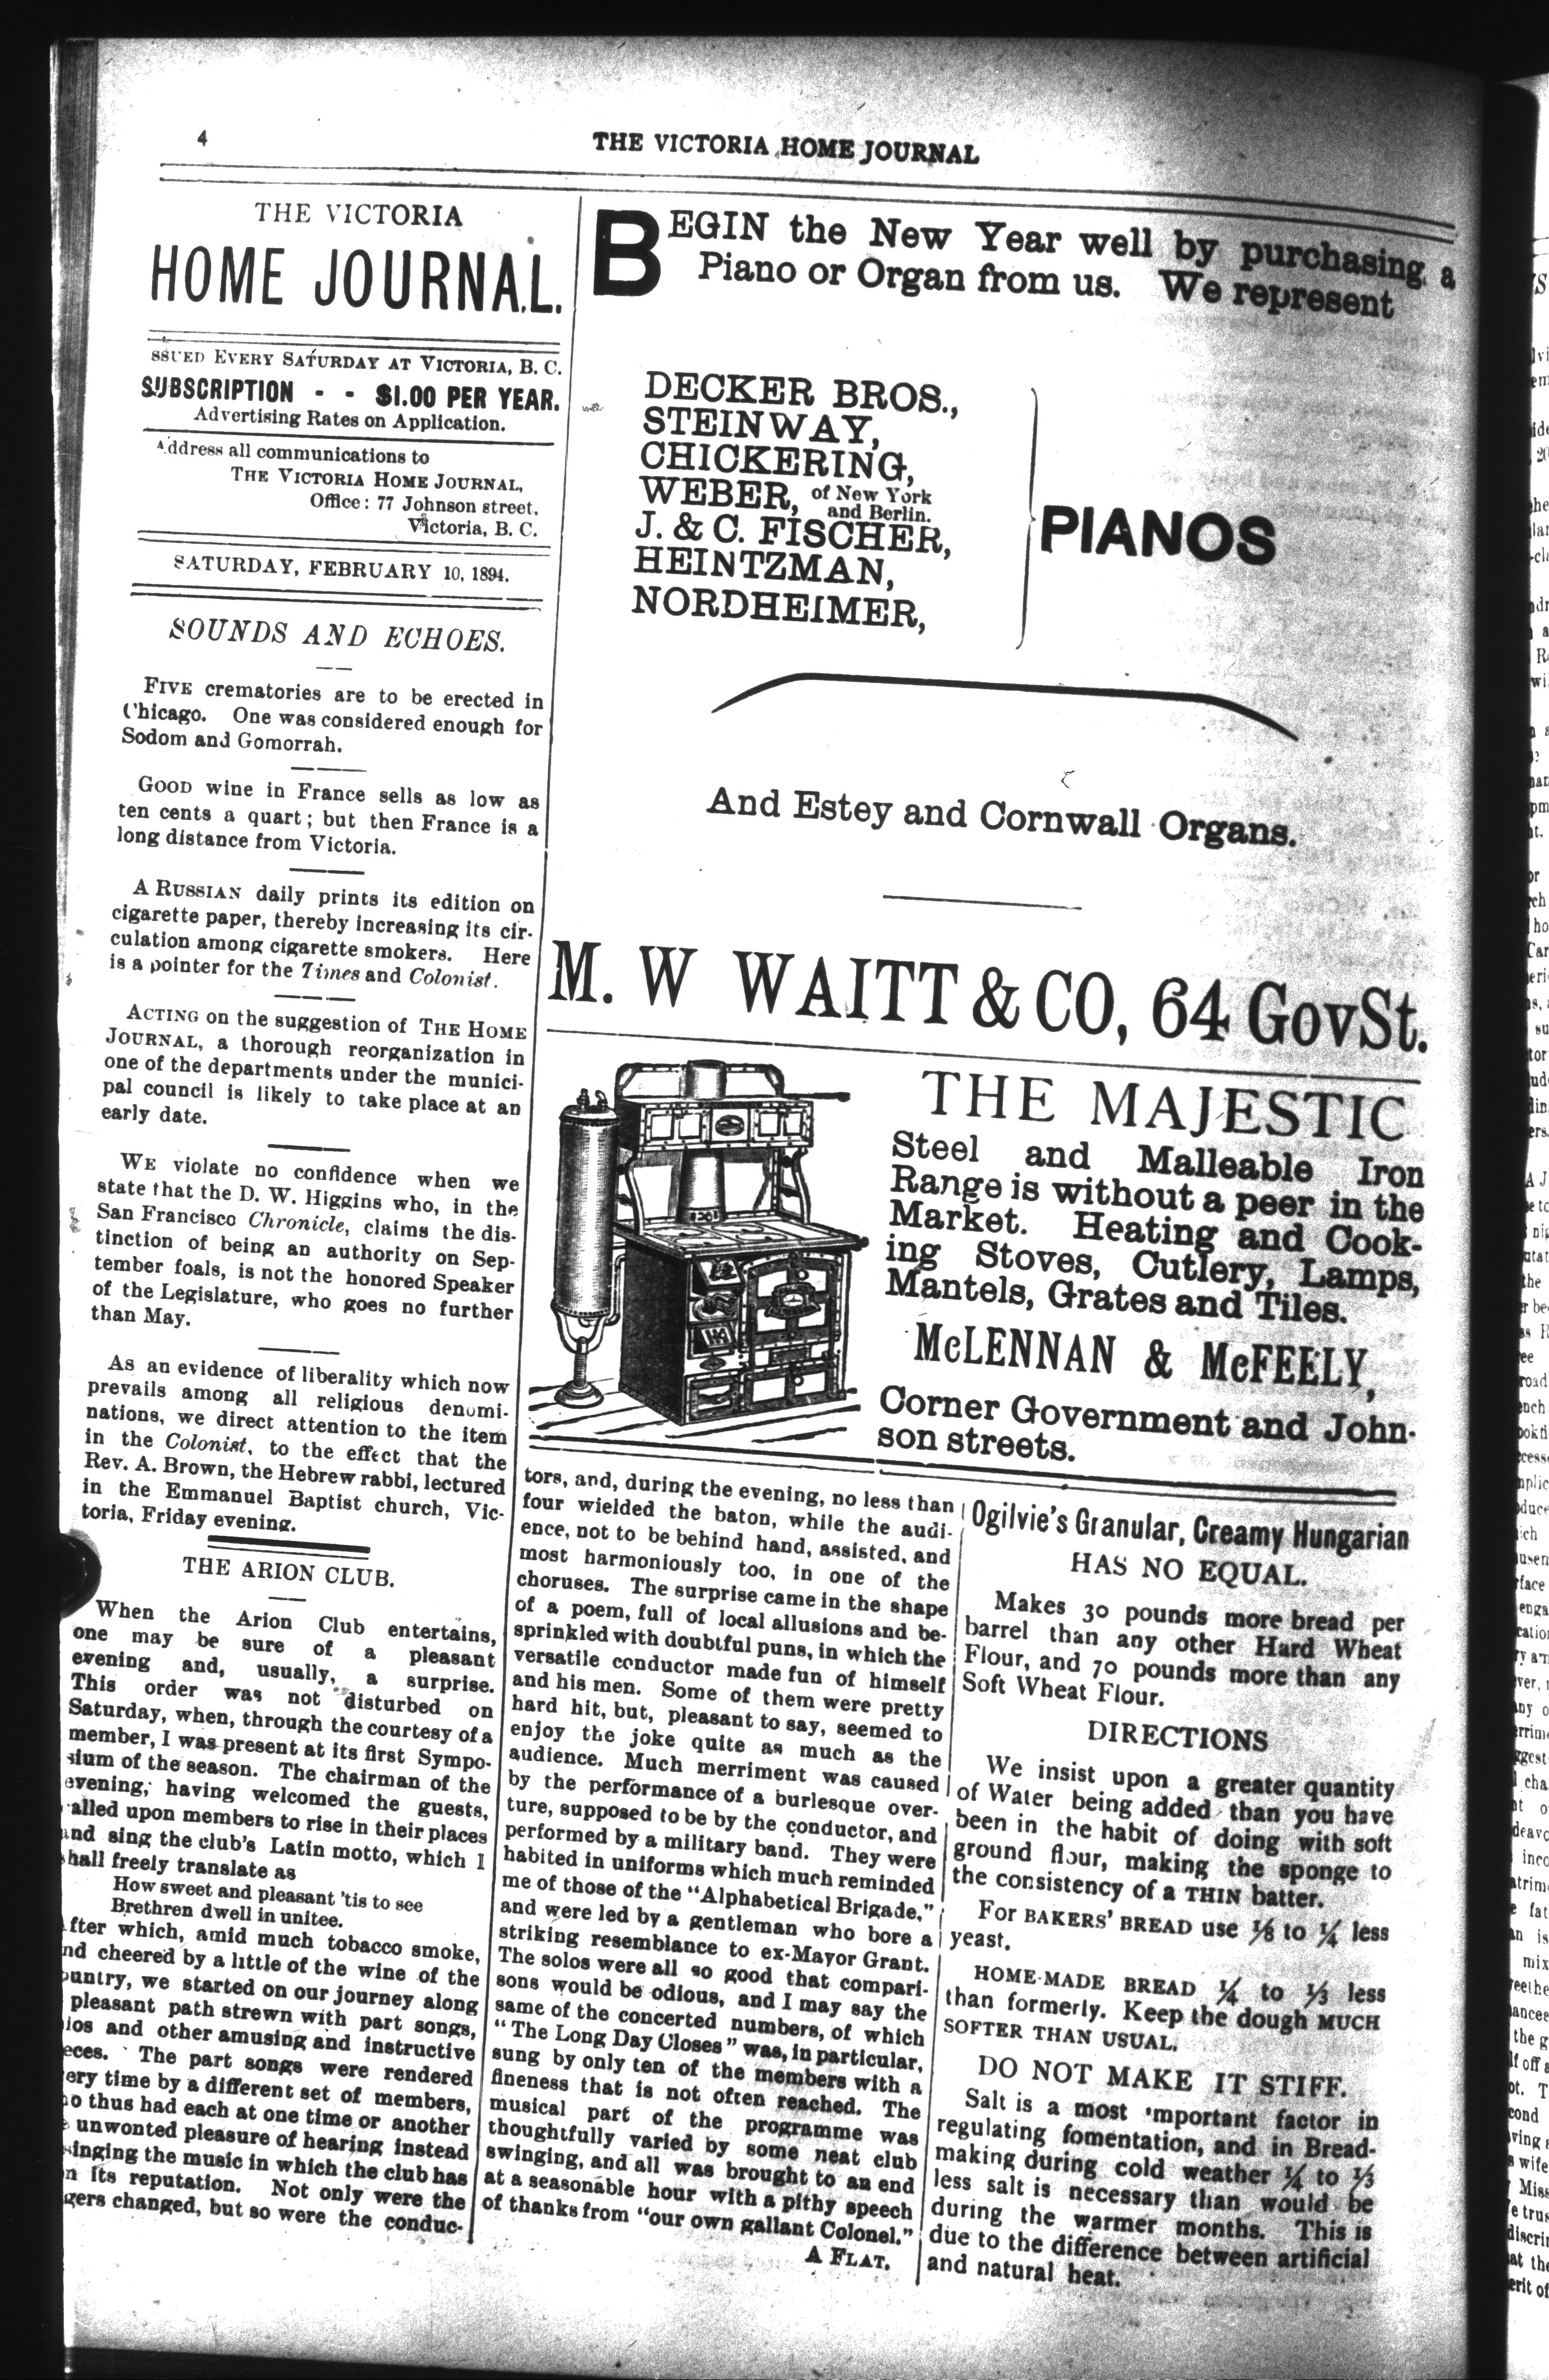 4
THE VICTORIA HOME JOURNAL
THE VICTORIA
HOME JOURNAL.
SSUED EVERY SATURDAY AT VICTORIA, B. C.
SUBSCRIPTION - - $1.00 PER YEAR.
Advertising Rates on Application.
Address all communications to
THE VICTORIA HOME JOURNAL,
Office: 77 Johnson street,
Victoria, B. C.
SATURDAY, FEBRUARY 10, 1894.
SOUNDS AND ECHOES.
FIVE crematories are to be erected in
Chicago. One was considered enough for
Sodom and Gomorrah.
GOOD wine in France sells as low as
ten cents a quart; but then France is a
long distance from Victoria.
A RUSSIAN daily prints its edition on
cigarette paper, thereby increasing its cir-
culation among cigarette smokers. Here
is a pointer for the Times and Colonist.
ACTING on the suggestion of THE HOME
JOURNAL, a thorough reorganization in
one of the departments under the munici-
pal council is likely to take place at an
early date.
WE violate no confidence when we
state that the D. W. Higgins who, in the
San Francisco Chronicle, claims the dis-
tinction of being an authority on Sep-
tember foals, is not the honored Speaker
of the Legislature, who goes no further
than May.
As an evidence of liberality which now
prevails among all religious denomi-
nations, we direct attention to the item
in the Colonist, to the effect that the
Rev. A. Brown, the Hebrew rabbi, lectured
in the Emmanuel Baptist church, Vic-
toria, Friday evening.
THE ARION CLUB.
When the Arion Club entertains,
one may be sure of a pleasant
evening and, usually, a surprise.
This order was not disturbed on
Saturday, when, through the courtesy of a
member, I was present at its first Sympo-
sium of the season. The chairman of the
evening, having welcomed the guests,
alled upon members to rise in their places
and sing the club's Latin motto, which I
shall freely translate as
How sweet and pleasant 'tis to see
Brethren dwell in unitee.
fter which, amid much tobacco smoke,
nd cheered by a little of the wine of the
ountry, we started on our journey along
pleasant path strewn with part songs,
ios and other amusing and instructive
eces. The part songs were rendered
ery time by a different set of members,
o thus had each at one time or another
unwonted pleasure of hearing instead
singing the music in which the club has
n its reputation. Not only were the
gers changed, but so were the conduc-
BEGIN the New Year well by purchasing a
Piano or Organ from us. We represent
DECKER BROS.,
STEINWAY,
CHICKERING,
WEBER, of New York
and Berlin.
J. & C. FISCHER,
HEINTZMAN,
NORDHEIMER,
PIANOS
And Estey and Cornwall Organs.
M. W WAITT & CO, 64 GovSt.
THE MAJESTIC
Steel and Malleable Iron
Range is without a peer in the
Market. Heating and Cook-
ing Stoves, Cutlery, Lamps,
Mantels, Grates and Tiles.
McLENNAN & McFEELY,
Corner Government and John-
son streets.
tors, and, during the evening, no less than
four wielded the baton, while the audi-
ence, not to be behind hand, assisted, and
most harmoniously too, in one of the
choruses. The surprise came in the shape
of a poem, full of local allusions and be-
sprinkled with doubtful puns, in which the
versatile conductor made fun of himself
and his men. Some of them were pretty
hard hit, but, pleasant to say, seemed to
enjoy the joke quite as much as the
audience. Much merriment was caused
by the performance of a burlesque over-
ture, supposed to be by the conductor, and
performed by a military band. They were
habited in uniforms which much reminded
me of those of the "Alphabetical Brigade,"
and were led by a gentleman who bore a
striking resemblance to ex-Mayor Grant.
The solos were all so good that compari-
sons would be odious, and I may say the
same of the concerted numbers, of which
"The Long Day Closes" was, in particular,
sung by only ten of the members with a
fineness that is not often reached. The
musical part of the programme was
thoughtfully varied by some neat club
swinging, and all was brought to an end
at a seasonable hour with a pithy speech
of thanks from "our own gallant Colonel."
A FLAT.
Ogilvie's Granular, Creamy Hungarian
HAS NO EQUAL.
Makes 30 pounds more bread per
barrel than any other Hard Wheat
Flour, and 70 pounds more than any
Soft Wheat Flour.
DIRECTIONS
We insist upon a greater quantity
of Water being added than you have
been in the habit of doing with soft
ground flour, making the sponge to
the consistency of a THIN batter.
For BAKERS' BREAD use ⅛ to ¼ less
yeast.
HOME-MADE BREAD ¼ to ⅓ less
than formerly. Keep the dough MUCH
SOFTER THAN USUAL.
DO NOT MAKE IT STIFF.
Salt is a most mportant factor in
regulating fomentation, and in Bread-
making during cold weather ¼ to ⅓
less salt is necessary than would be
during the warmer months. This is
due to the difference between artificial
and natural heat.